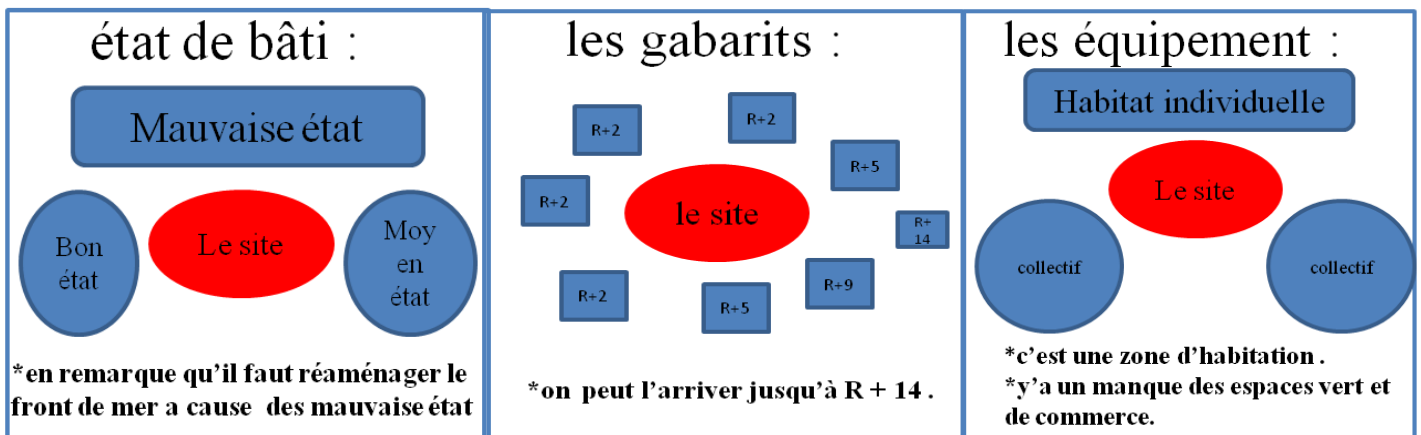 état de bâti :
Mauvaise état
Bon
état
Le site
Moy
en
état
*en remarque qu'il faut réaménager le
front de mer a cause des mauvaise état
les gabarits :
R+2
R+2
R+5
R+2
le site
R+
14
R+2
R+5
R+9
*on peut l'arriver jusqu'à R + 14 .
les équipement :
Habitat individuelle
Le site
collectif
collectif
*c'est une zone d'habitation .
*y'a un manque des espaces vert et
de commerce.